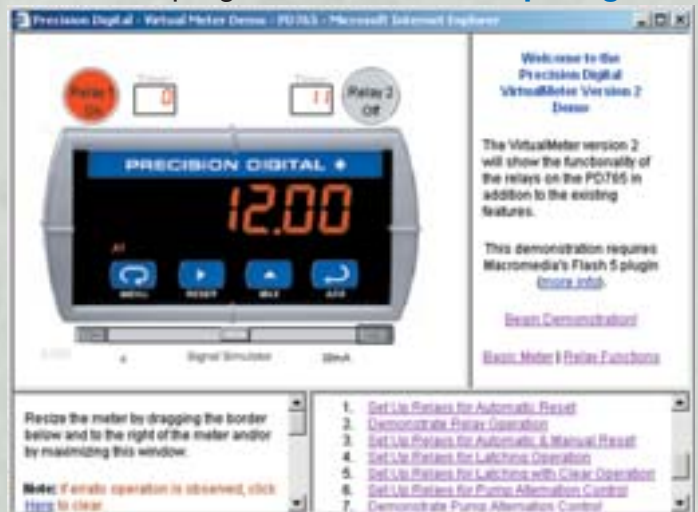 Precision Digital - Virtual Meter Demo - PD765 - Microsoft Internet Explorer
Relay 1
On
Timer
0
Timer
11
Relay 2
Off
PRECISION DIGITAL
12.00
A1
MENU
RESET
MAX
ACK
Signal Simulator
20mA
Welcome to the
Precision Digital
VirtualMeter Version 2
Demo
The VirtualMeter version 2
will show the functionality of
the relays on the PD765 in
addition to the existing
features.
This demonstration requires
Macromedia's Flash 5 plugin
(more info).
Begin Demonstration!
Basic Meter | Relay Functions
Resize the meter by dragging the border
below and to the right of the meter and/or
by maximizing this window.
Note: If erratic operation is observed, click
Here to clear.
1. Set Up Relays for Automatic Reset
2. Demonstrate Relay Operation
3. Set Up Relays for Automatic & Manual Reset
4. Set Up Relays for Latching Operation
5. Set Up Relays for Latching with Clear Operation
6. Set Up Relays for Pump Alternation Control
7. Demonstrate Pump Alternation Control